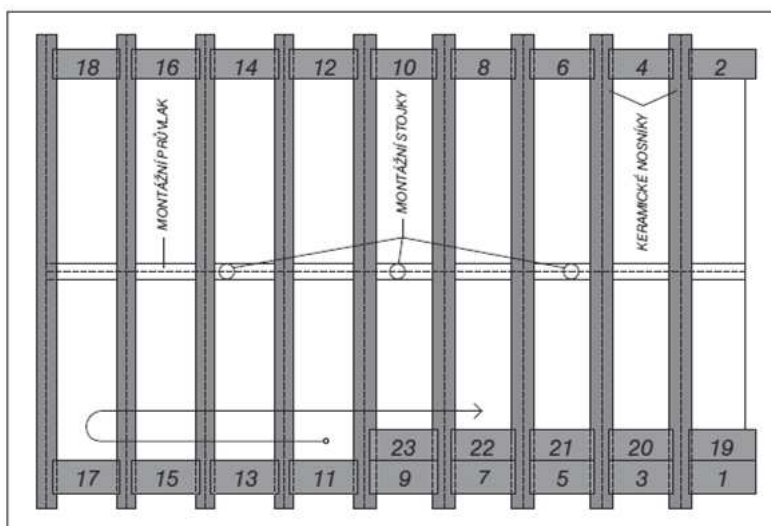 18 16 14 12 10 8 6 4 2
MONTÁŽNÍ PRŮVLAK
MONTÁŽNÍ STOJKY
KERAMICKÉ NOSNÍKY
23 22 21 20 19
17 15 13 11 9 7 5 3 1